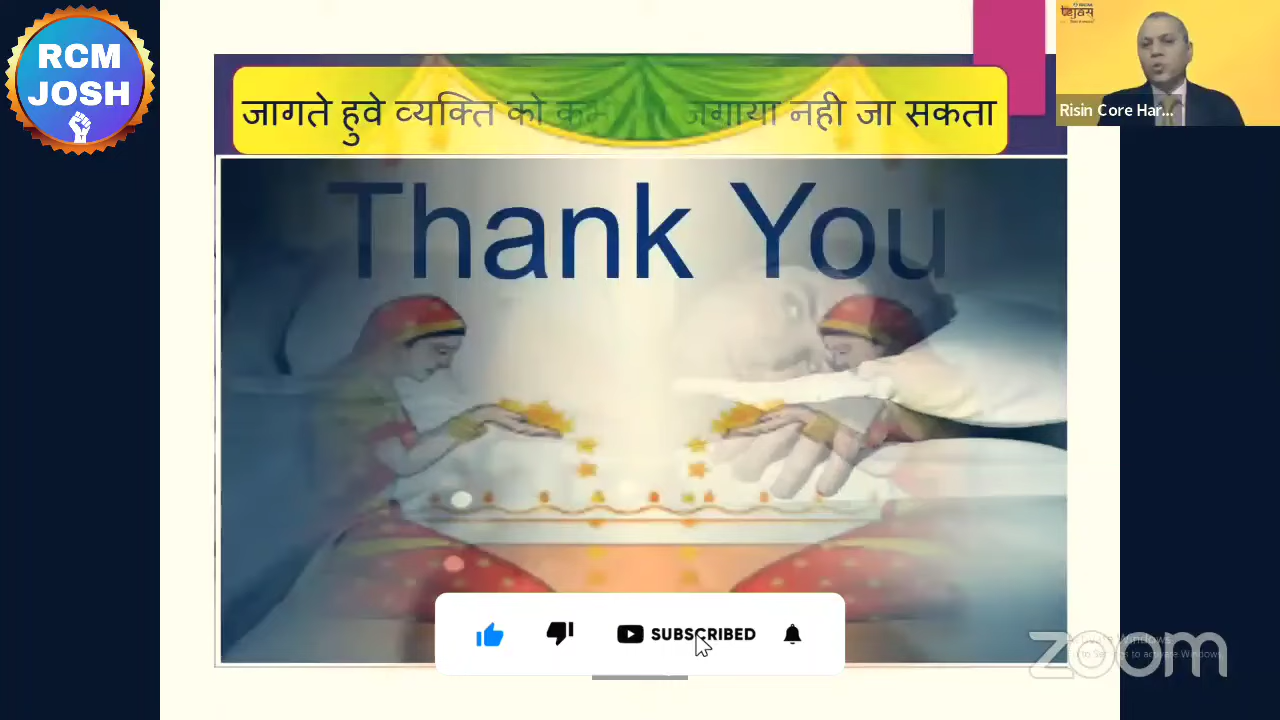 RCM
JOSH
जागते हुवे व्यक्ति को जगाया नही जा सकता
Thank You
Risin Core Har...
SUBSCRIBED
zoom